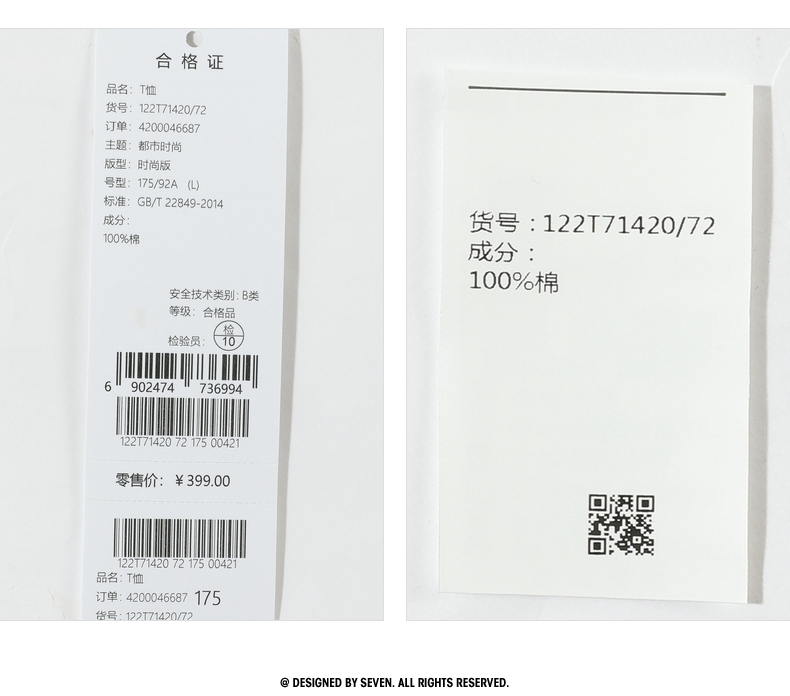 合格证
品名: T恤
货号: 122T71420/72
订单: 4200046687
主题: 都市时尚
版型: 时尚版
号型: 175/92A (L)
标准: GB/T 22849-2014
成分:
100%棉
安全技术类别: B类
等级: 合格品
检验员: 检 10
6 902474 736994
122T71420 72 175 00421
零售价: ¥399.00
122T71420 72 175 00421
品名: T恤
订单: 4200046687 175
货号: 122T71420/72
货号:122T71420/72
成分:
100%棉
@ DESIGNED BY SEVEN. ALL RIGHTS RESERVED.